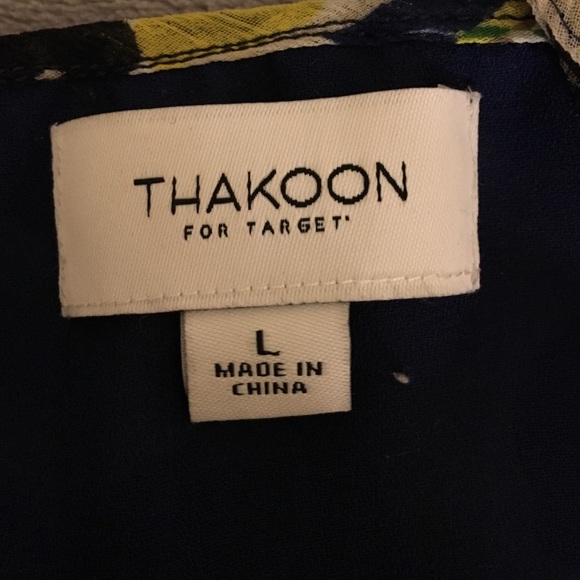 THAKOON
FOR TARGET*
L
MADE IN
CHINA